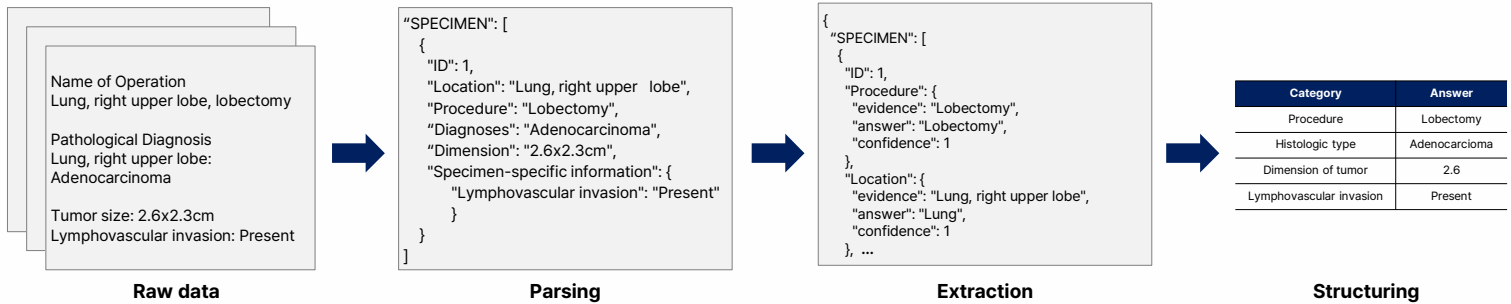 Name of Operation
Lung, right upper lobe, lobectomy
Pathological Diagnosis
Lung, right upper lobe:
Adenocarcinoma
Tumor size: 2.6x2.3cm
Lymphovascular invasion: Present
Raw data
“SPECIMEN": [
{
"ID": 1,
"Location": "Lung, right upper lobe",
"Procedure": "Lobectomy",
“Diagnoses": "Adenocarcinoma",
“Dimension": "2.6x2.3cm",
"Specimen-specific information": {
"Lymphovascular invasion": "Present"
}
}
]
Parsing
{
“SPECIMEN": [
{
"ID": 1,
"Procedure": {
"evidence": "Lobectomy",
"answer": "Lobectomy",
"confidence": 1
},
"Location": {
"evidence": "Lung, right upper lobe",
"answer": "Lung",
"confidence": 1
}, ...
Extraction
Category Answer
Procedure Lobectomy
Histologic type Adenocarcioma
Dimension of tumor 2.6
Lymphovascular invasion Present
Structuring